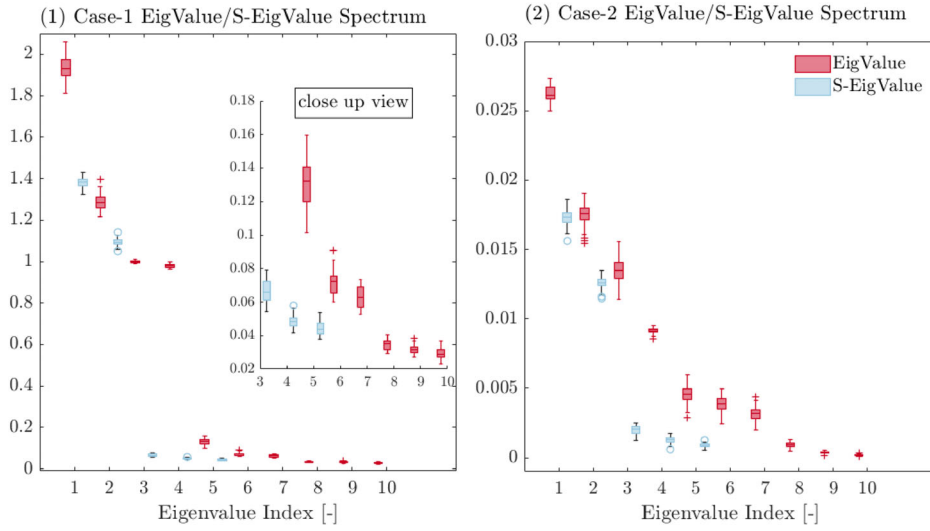 (1) Case-1 EigValue/S-EigValue Spectrum
2
1.8
1.6
1.4
1.2
1
0.8
0.6
0.4
0.2
0
1 2 3 4 5 6 7 8 9 10
Eigenvalue Index [-]
close up view
0.18
0.16
0.14
0.12
0.1
0.08
0.06
0.04
0.02
3 4 5 6 7 8 9 10
(2) Case-2 EigValue/S-EigValue Spectrum
EigValue
S-EigValue
0.03
0.025
0.02
0.015
0.01
0.005
0
1 2 3 4 5 6 7 8 9 10
Eigenvalue Index [-]